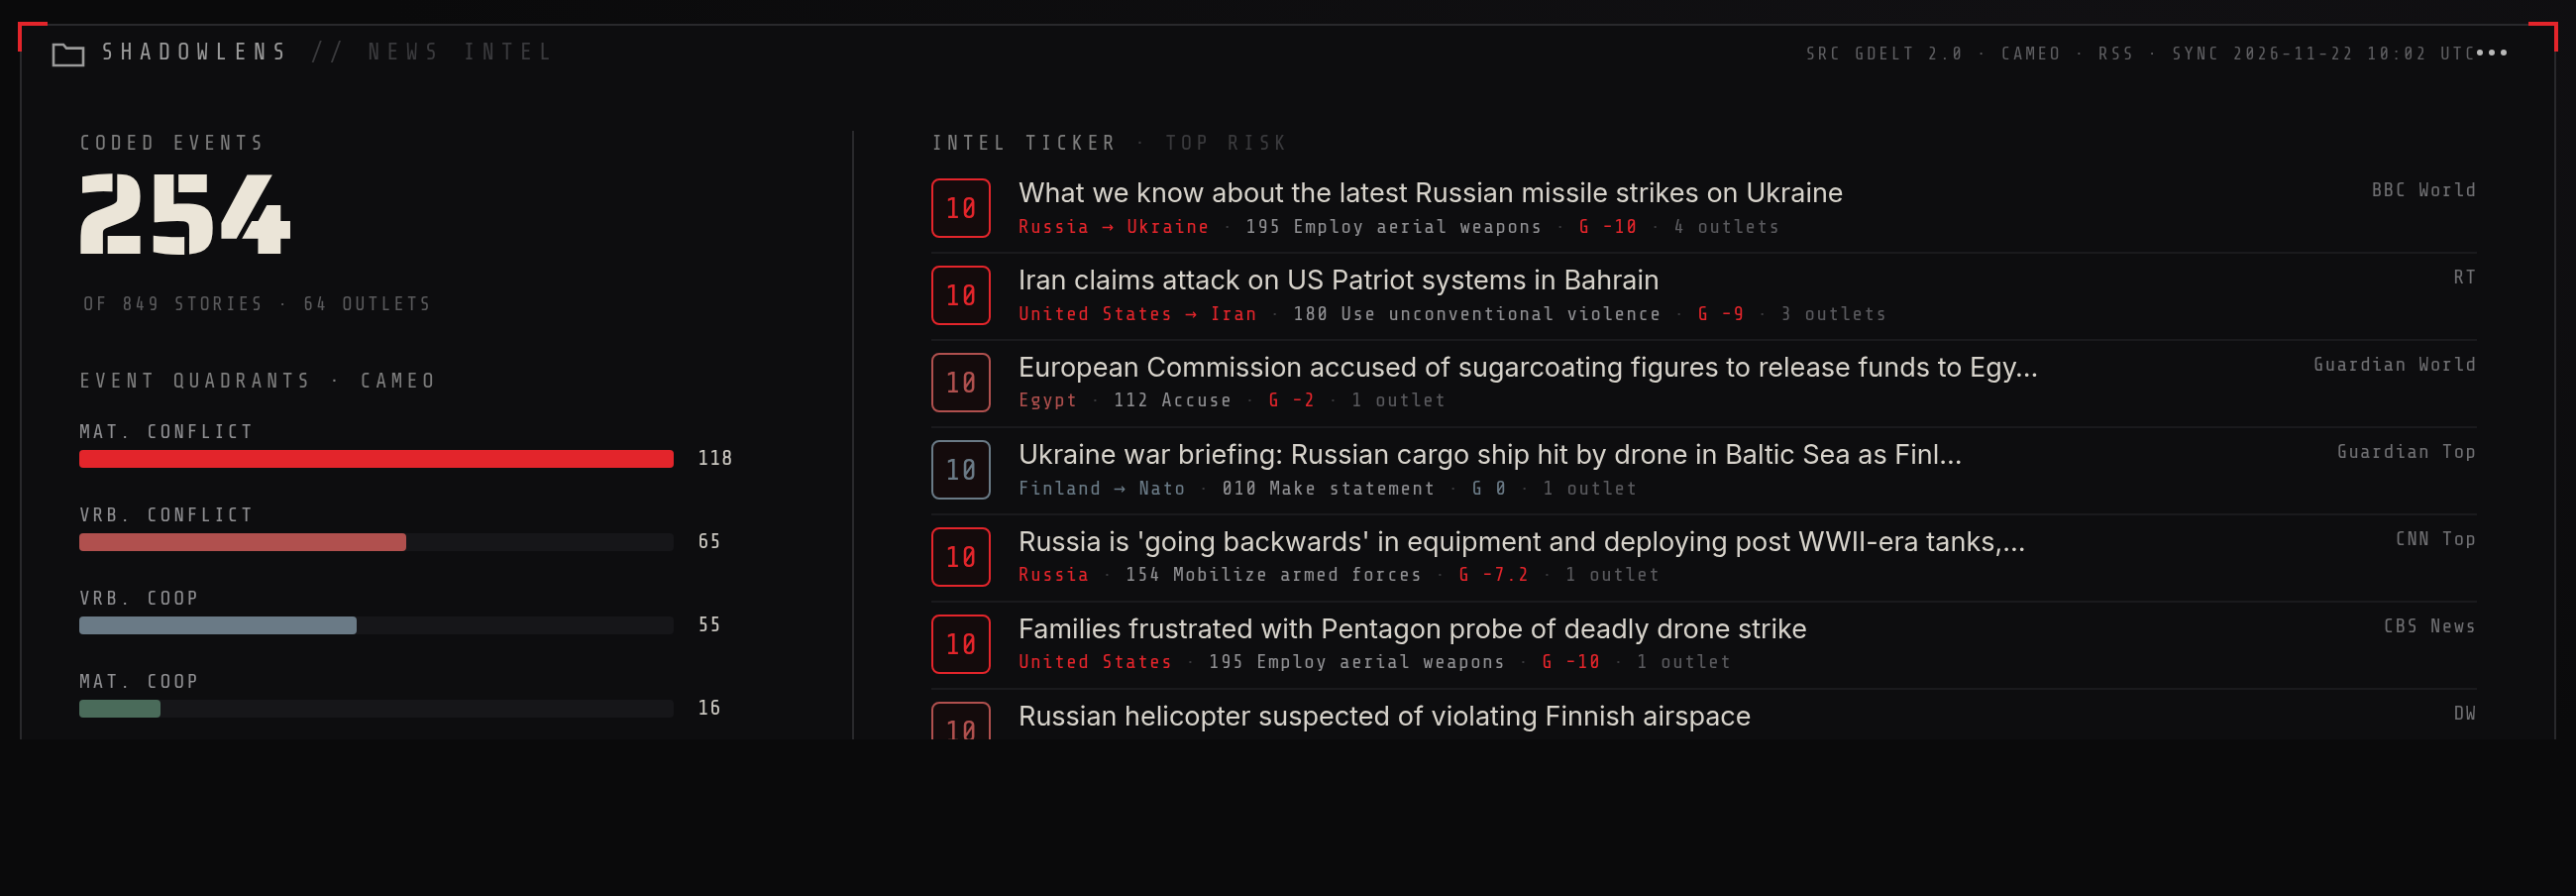 SHADOWLENS // NEWS INTEL
SRC GDELT 2.0 · CAMEO · RSS · SYNC 2026-11-22 10:02 UTC
CODED EVENTS
254
OF 849 STORIES · 64 OUTLETS
EVENT QUADRANTS · CAMEO
MAT. CONFLICT
118
VRB. CONFLICT
65
VRB. COOP
55
MAT. COOP
16
INTEL TICKER · TOP RISK
10 What we know about the latest Russian missile strikes on Ukraine BBC World
Russia → Ukraine · 195 Employ aerial weapons · G -10 · 4 outlets
10 Iran claims attack on US Patriot systems in Bahrain RT
United States → Iran · 180 Use unconventional violence · G -9 · 3 outlets
10 European Commission accused of sugarcoating figures to release funds to Egy... Guardian World
Egypt · 112 Accuse · G -2 · 1 outlet
10 Ukraine war briefing: Russian cargo ship hit by drone in Baltic Sea as Finl... Guardian Top
Finland → Nato · 010 Make statement · G 0 · 1 outlet
10 Russia is 'going backwards' in equipment and deploying post WWII-era tanks,... CNN Top
Russia · 154 Mobilize armed forces · G -7.2 · 1 outlet
10 Families frustrated with Pentagon probe of deadly drone strike CBS News
United States · 195 Employ aerial weapons · G -10 · 1 outlet
10 Russian helicopter suspected of violating Finnish airspace DW